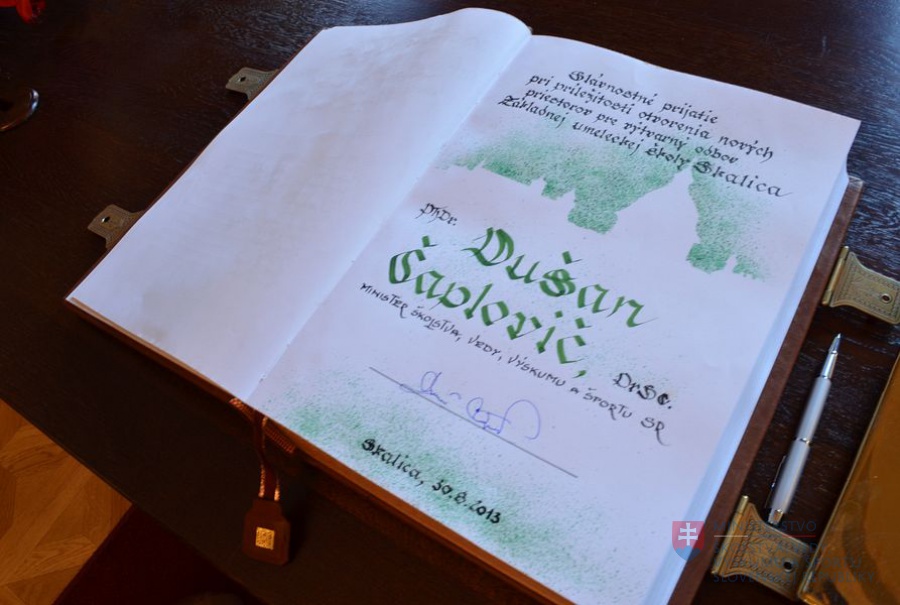 Slávnostné prijatie
pri príležitosti otvorenia nových
priestorov pre výtvarný odbor
Základnej umeleckej školy Skalica
PhDr.
Dušan
Čaplovič, DrSc.
MINISTER ŠKOLSTVA, VEDY, VÝSKUMU A ŠPORTU SR
Skalica, 30.8.2013